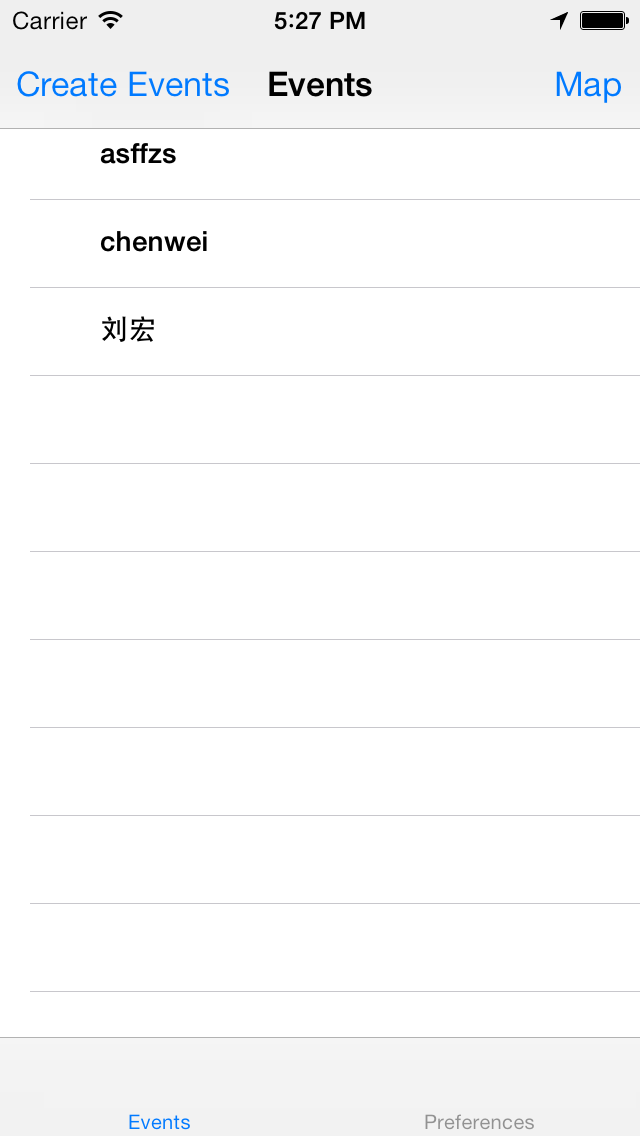 Carrier 5:27 PM
Create Events Events Map
asffzs
chenwei
刘宏
Events Preferences